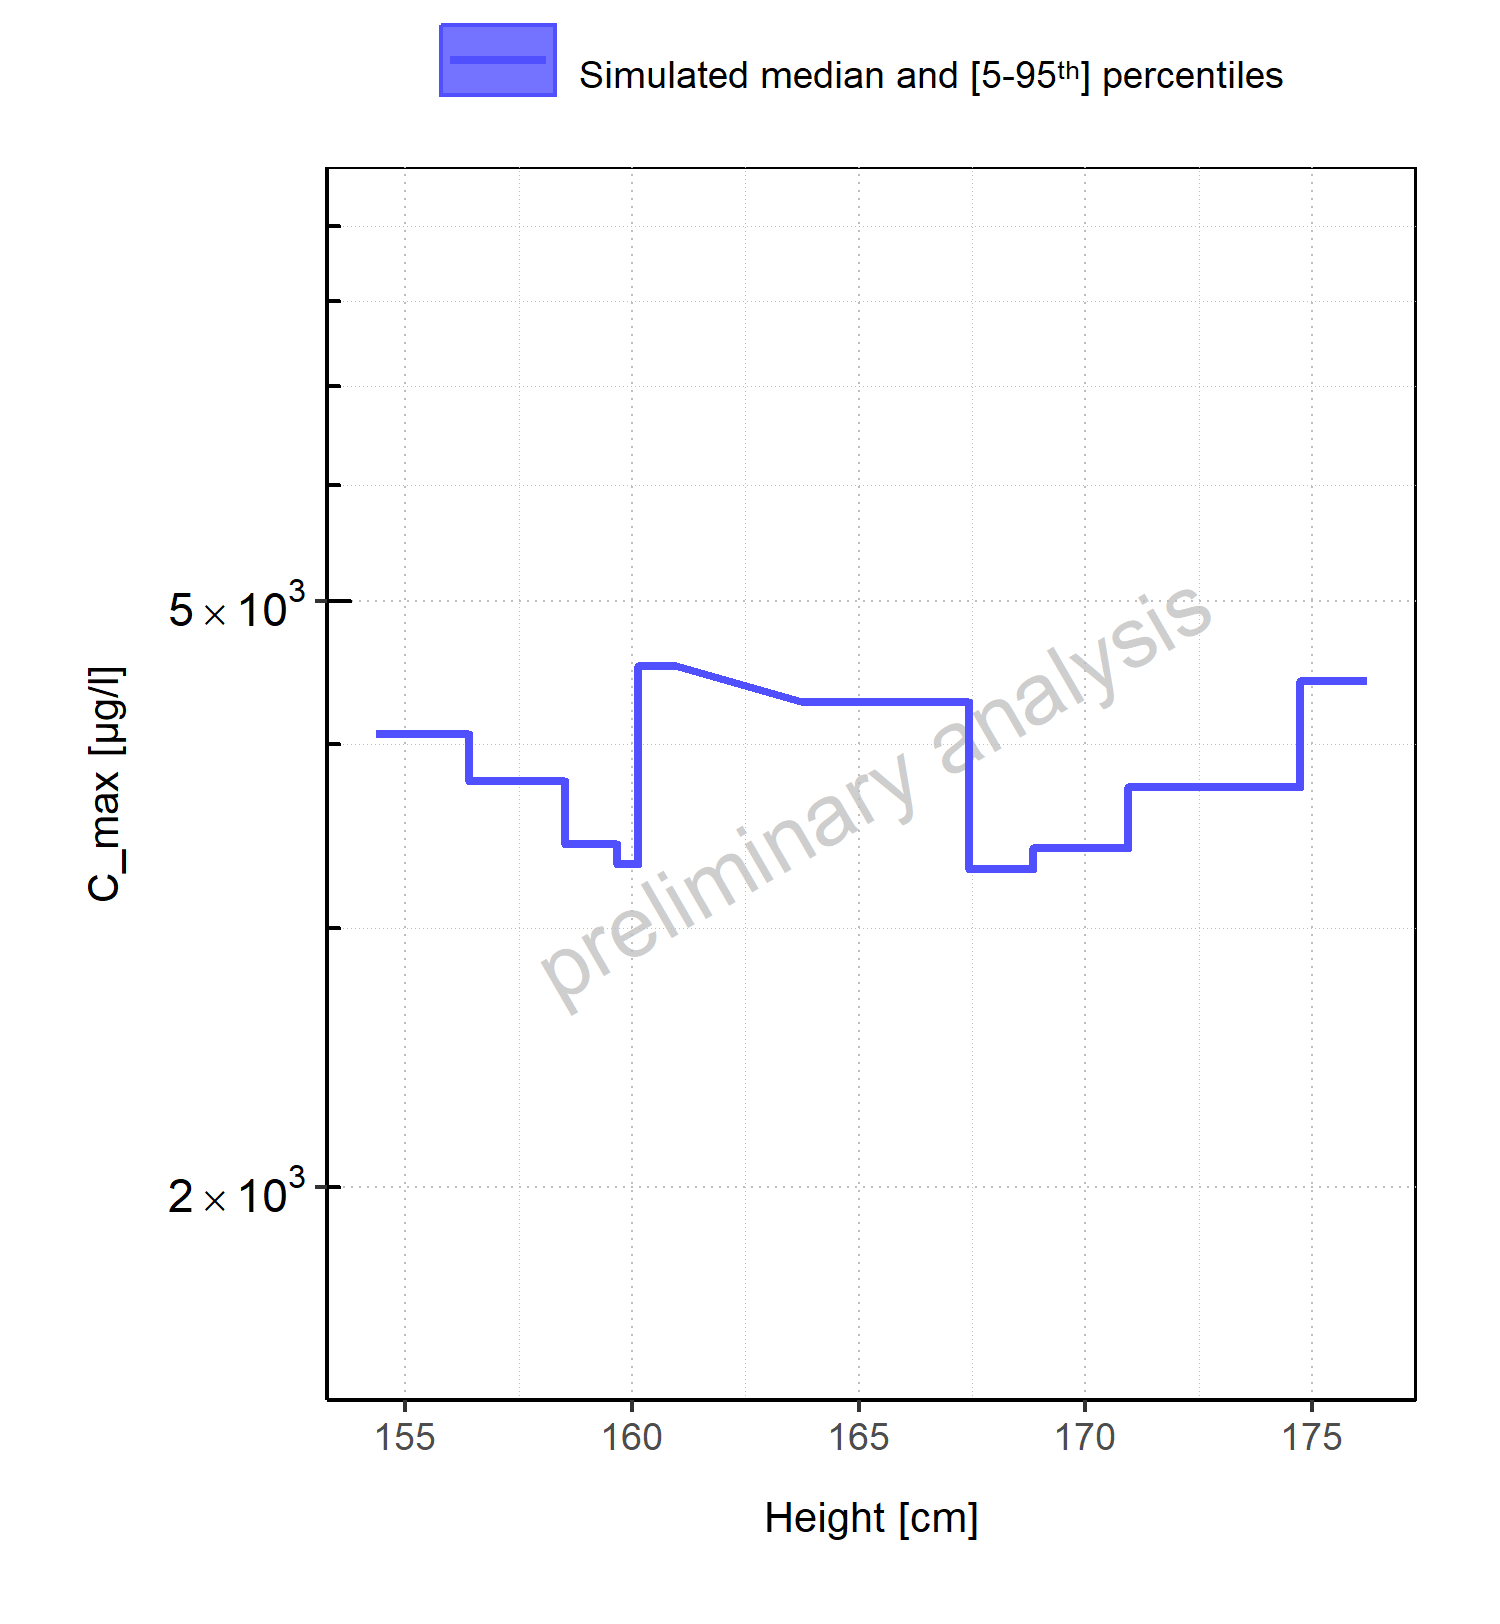 Simulated median and [5-95ᵗʰ] percentiles
5 × 10³
2 × 10³
C_max [µg/l]
preliminary analysis
155 160 165 170 175
Height [cm]